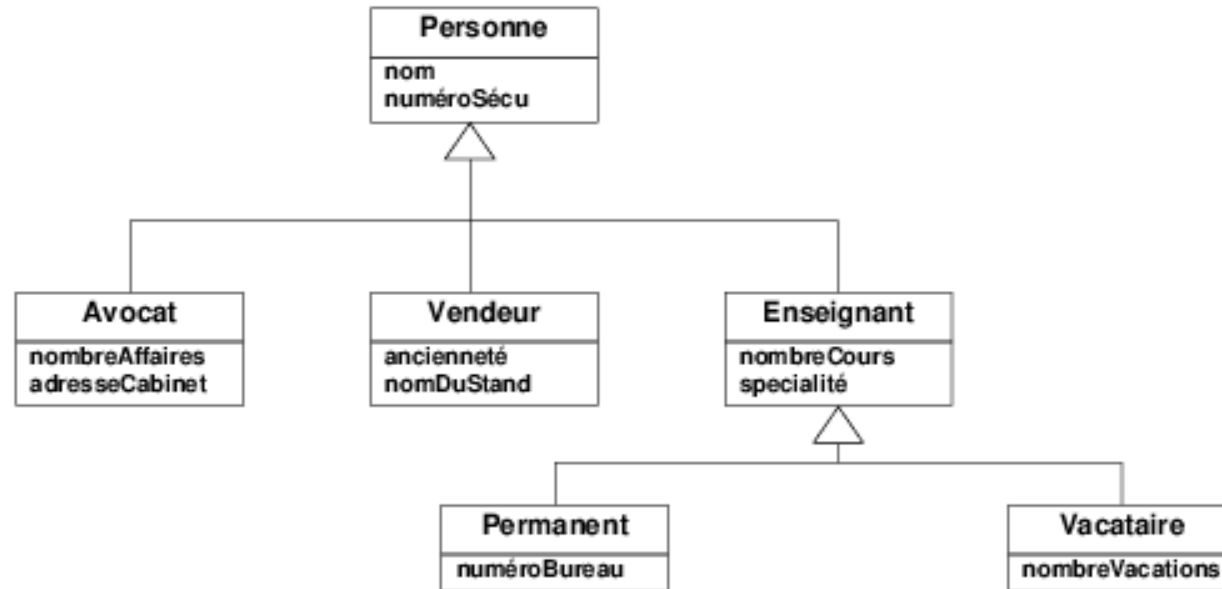 Personne
nom
numéroSécu
Avocat
nombreAffaires
adresseCabinet
Vendeur
ancienneté
nomDuStand
Enseignant
nombreCours
specialité
Permanent
numéroBureau
Vacataire
nombreVacations